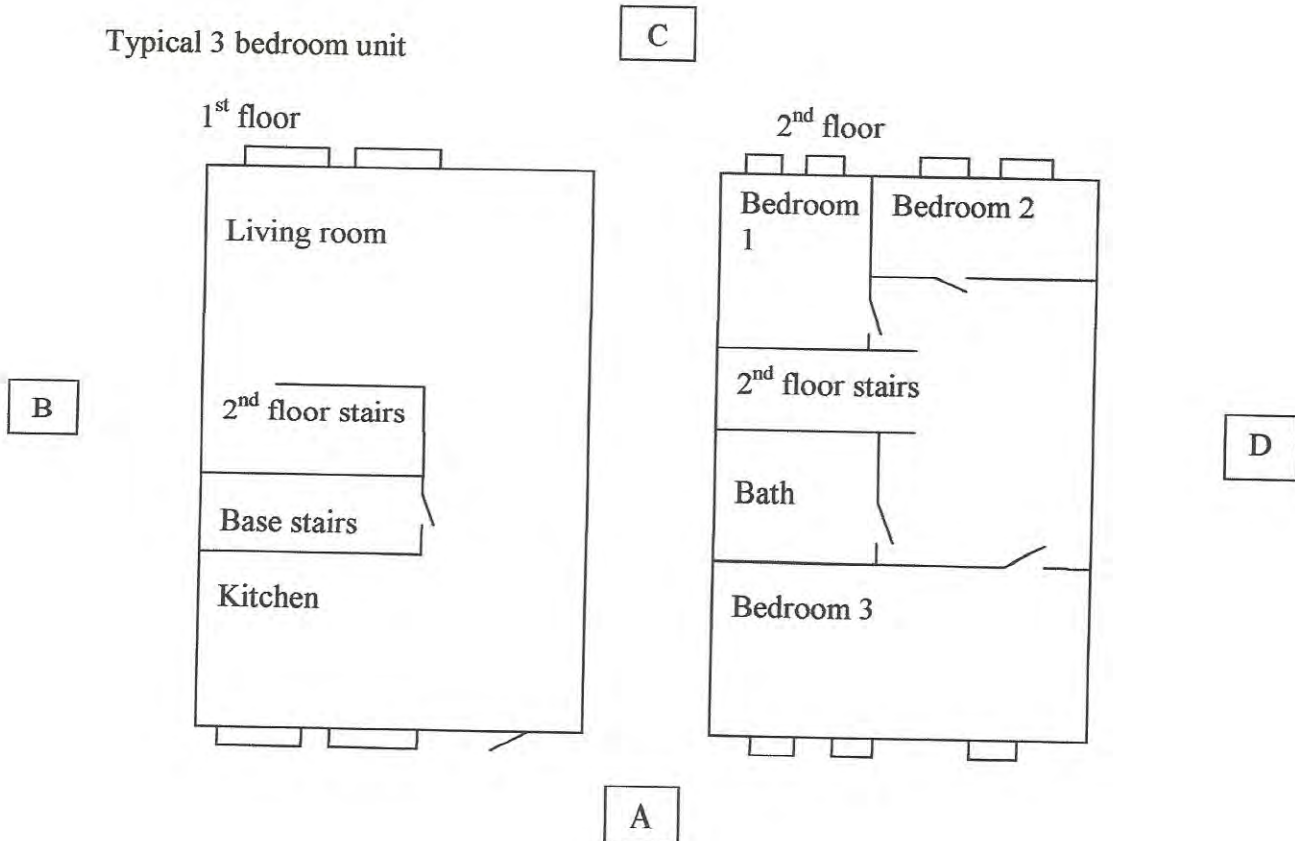 C
Typical 3 bedroom unit
1st floor
2nd floor
Living room
Bedroom
1
Bedroom 2
B
2nd floor stairs
2nd floor stairs
D
Base stairs
Bath
Kitchen
Bedroom 3
A